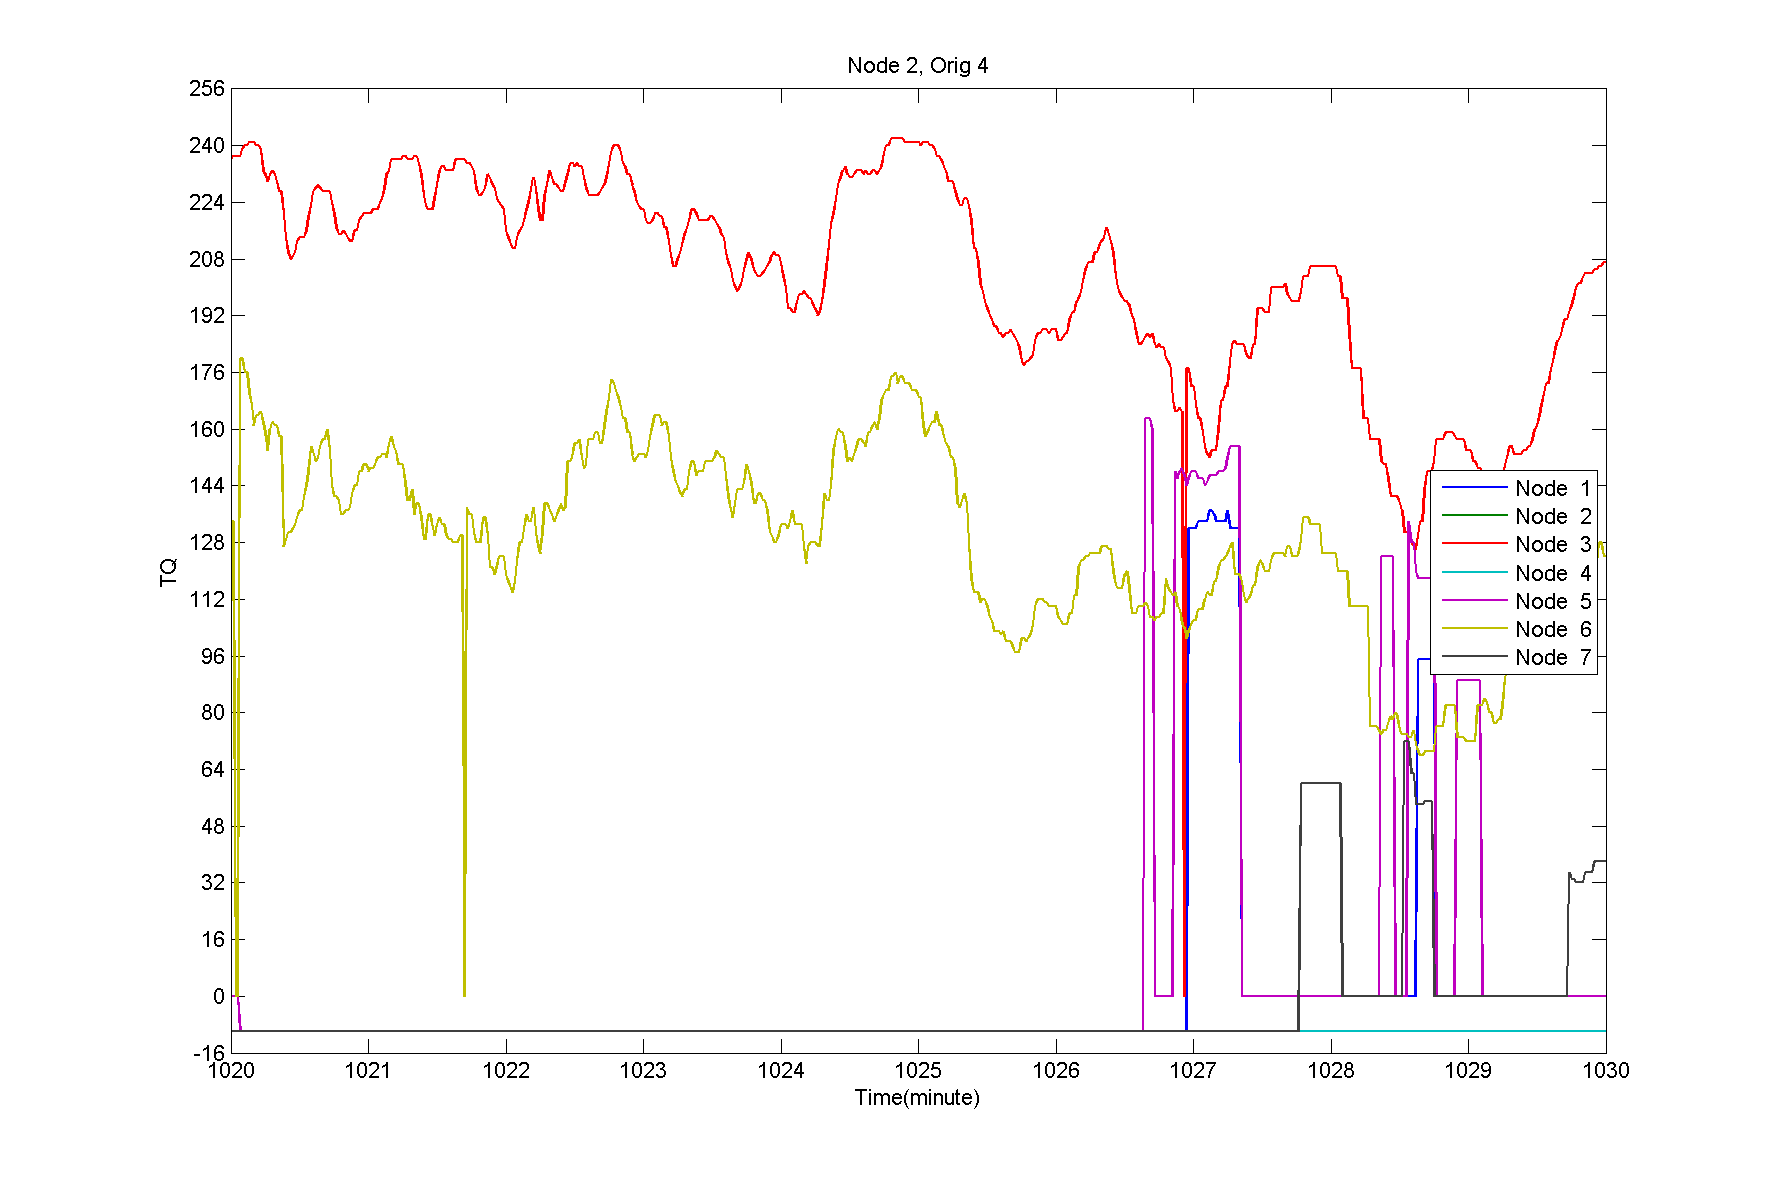 Node 2, Orig 4
256
240
224
208
192
176
160
144
128
112
96
80
64
48
32
16
0
-16
TQ
Node 1
Node 2
Node 3
Node 4
Node 5
Node 6
Node 7
1020 1021 1022 1023 1024 1025 1026 1027 1028 1029 1030
Time(minute)